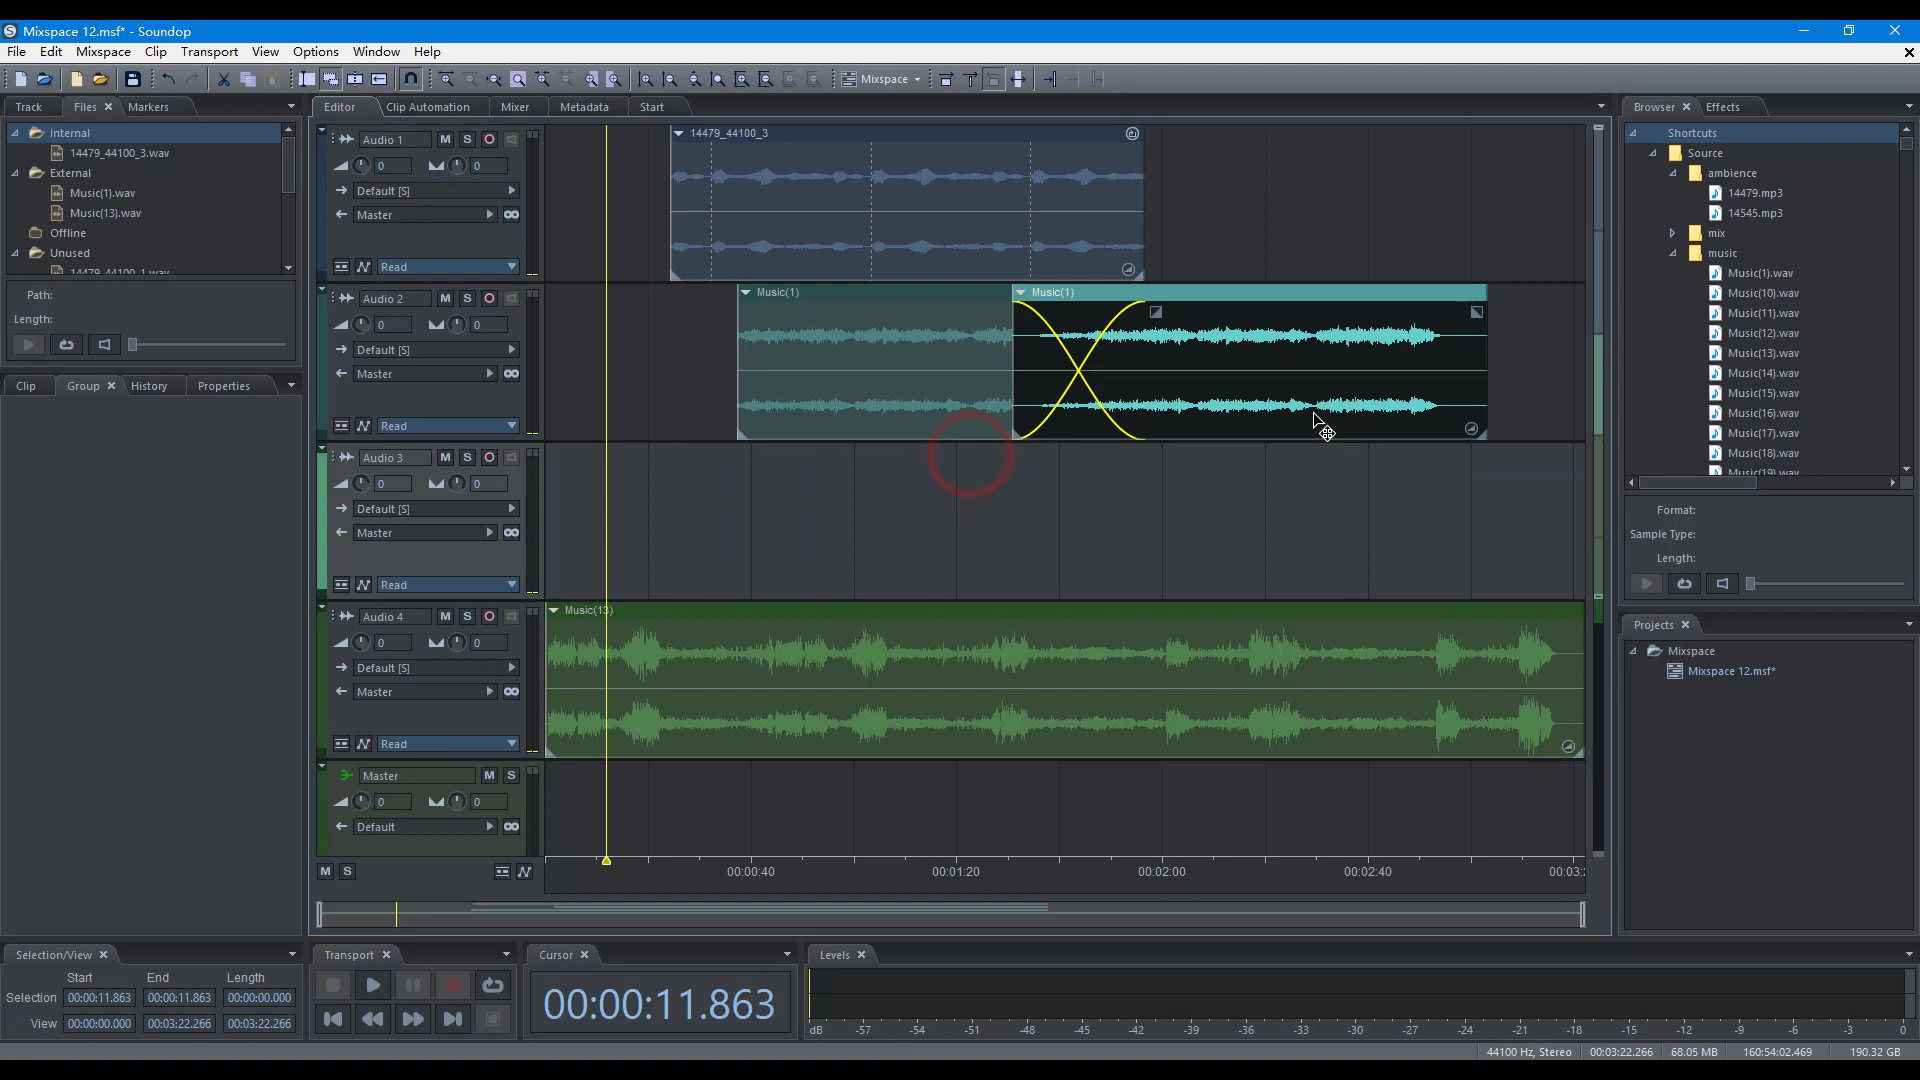 Mixspace 12.msf* - Soundop
File Edit Mixspace Clip Transport View Options Window Help
Mixspace
Track Files Markers
Internal
14479_44100_3.wav
External
Music(1).wav
Music(13).wav
Offline
Unused
14479_44100_1.wav
Path:
Length:
Clip Group History Properties
Editor Clip Automation Mixer Metadata Start
Audio 1 M S
0 0
Default [S]
Master
Read
14479_44100_3
Audio 2 M S
0 0
Default [S]
Master
Read
Music(1) Music(1)
Audio 3 M S
0 0
Default [S]
Master
Read
Audio 4 M S
0 0
Default [S]
Master
Read
Music(13)
Master M S
0 0
Default
M S
00:00:40 00:01:20 00:02:00 00:02:40 00:03:
Browser Effects
Shortcuts
Source
ambience
14479.mp3
14545.mp3
mix
music
Music(1).wav
Music(10).wav
Music(11).wav
Music(12).wav
Music(13).wav
Music(14).wav
Music(15).wav
Music(16).wav
Music(17).wav
Music(18).wav
Music(19).wav
Format:
Sample Type:
Length:
Projects
Mixspace
Mixspace 12.msf*
Selection/View
Start End Length
Selection 00:00:11.863 00:00:11.863 00:00:00.000
View 00:00:00.000 00:03:22.266 00:03:22.266
Transport
Cursor
00:00:11.863
Levels
dB -57 -54 -51 -48 -45 -42 -39 -36 -33 -30 -27 -24 -21 -18 -15 -12 -9 -6 -3 0
44100 Hz, Stereo 00:03:22.266 68.05 MB 160:54:02.469 190.32 GB